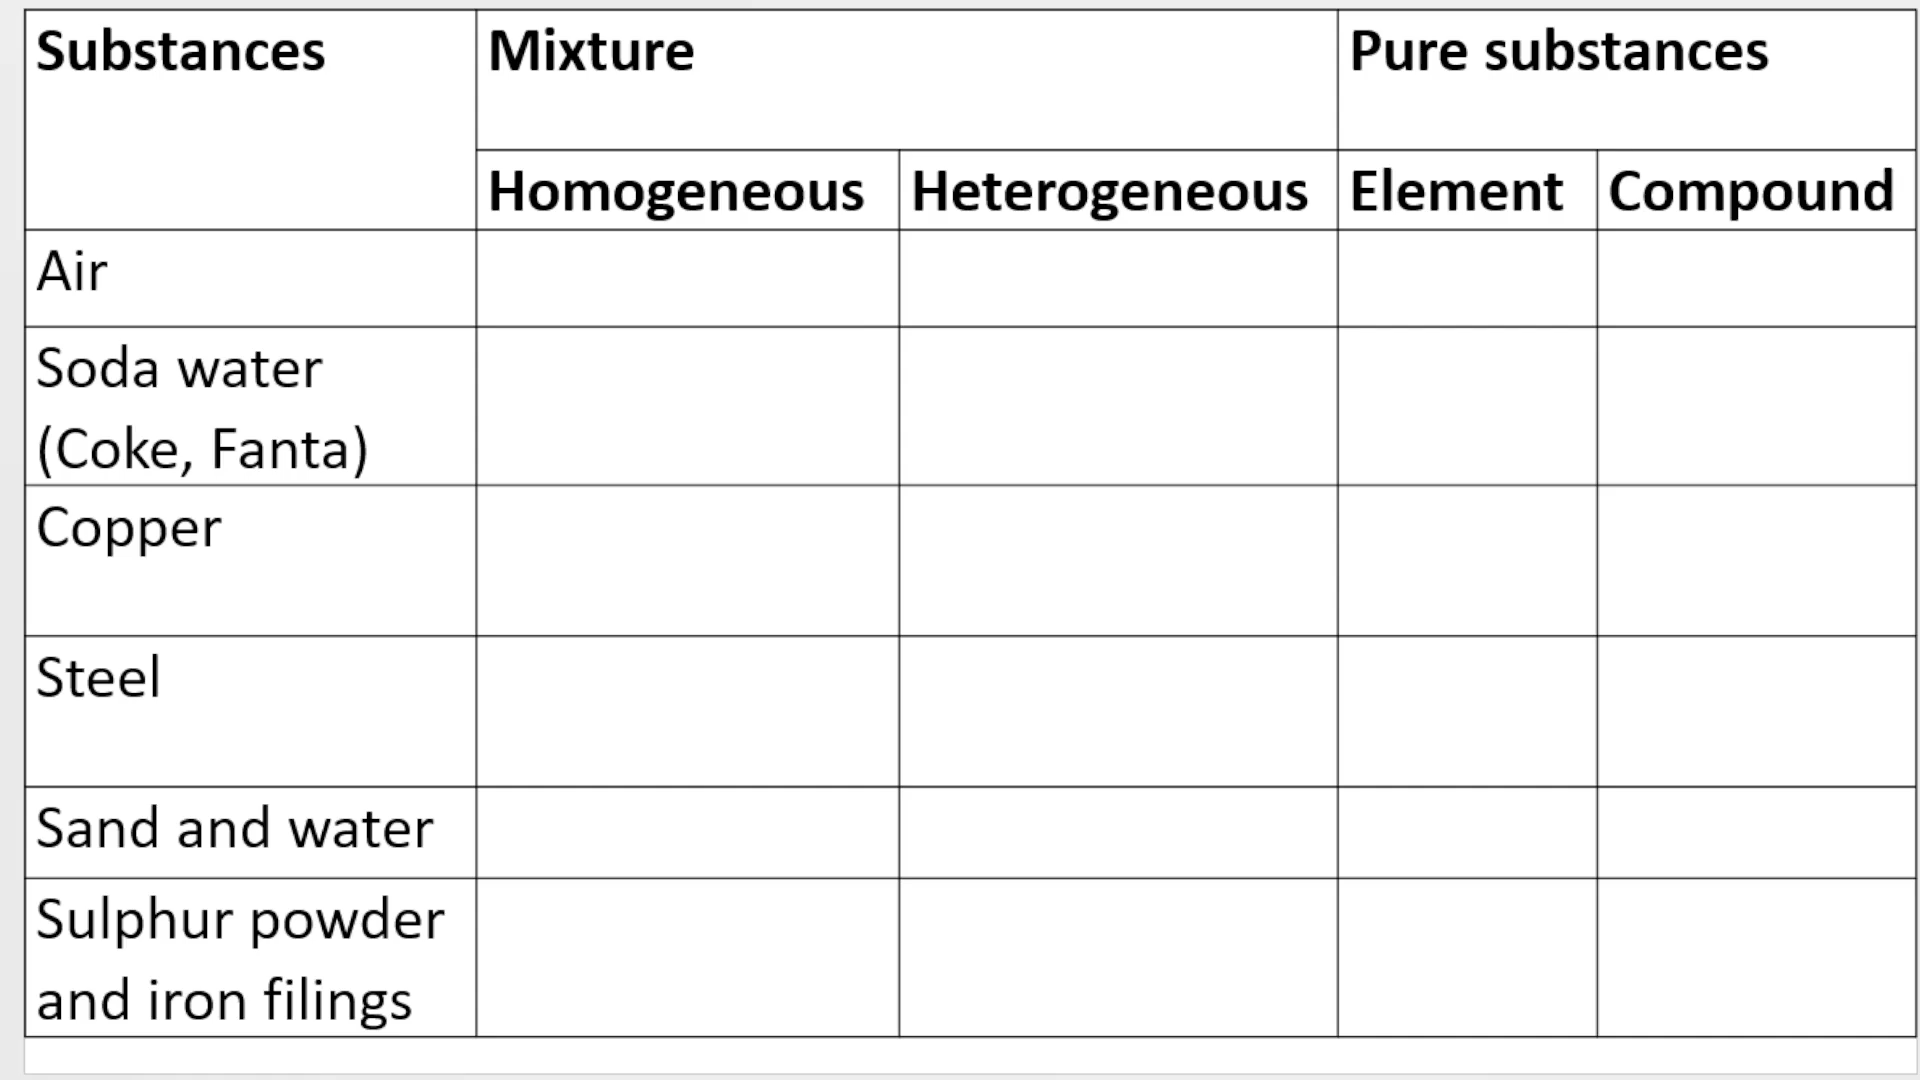 Substances Mixture Pure substances
Homogeneous Heterogeneous Element Compound
Air
Soda water
(Coke, Fanta)
Copper
Steel
Sand and water
Sulphur powder
and iron filings